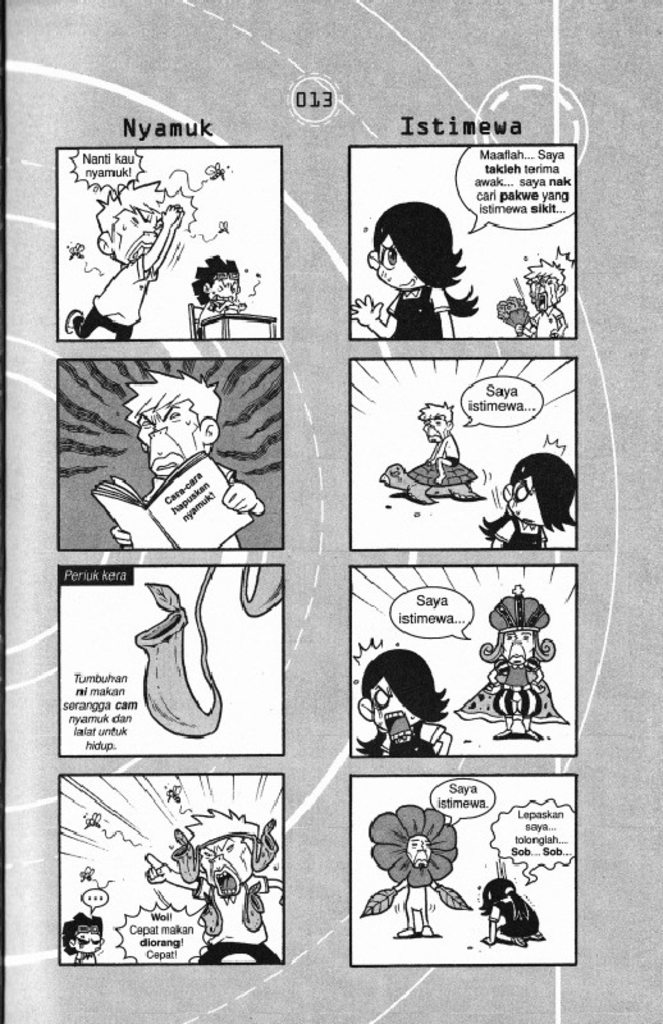 013
Nyamuk
Nanti kau
nyamuk!
Cara-cara
hapuskan
nyamuk!
Periuk kera
Tumbuhan
ni makan
serangga cam
nyamuk dan
lalat untuk
hidup.
...
Woi!
Cepat makan
diorang!
Cepat!
Istimewa
Maaflah... Saya
takleh terima
awak... saya nak
cari pakwe yang
istimewa sikit...
Saya
istimewa...
Saya
istimewa...
Saya
istimewa.
Lepaskan
saya...
tolonglah...
Sob... Sob...